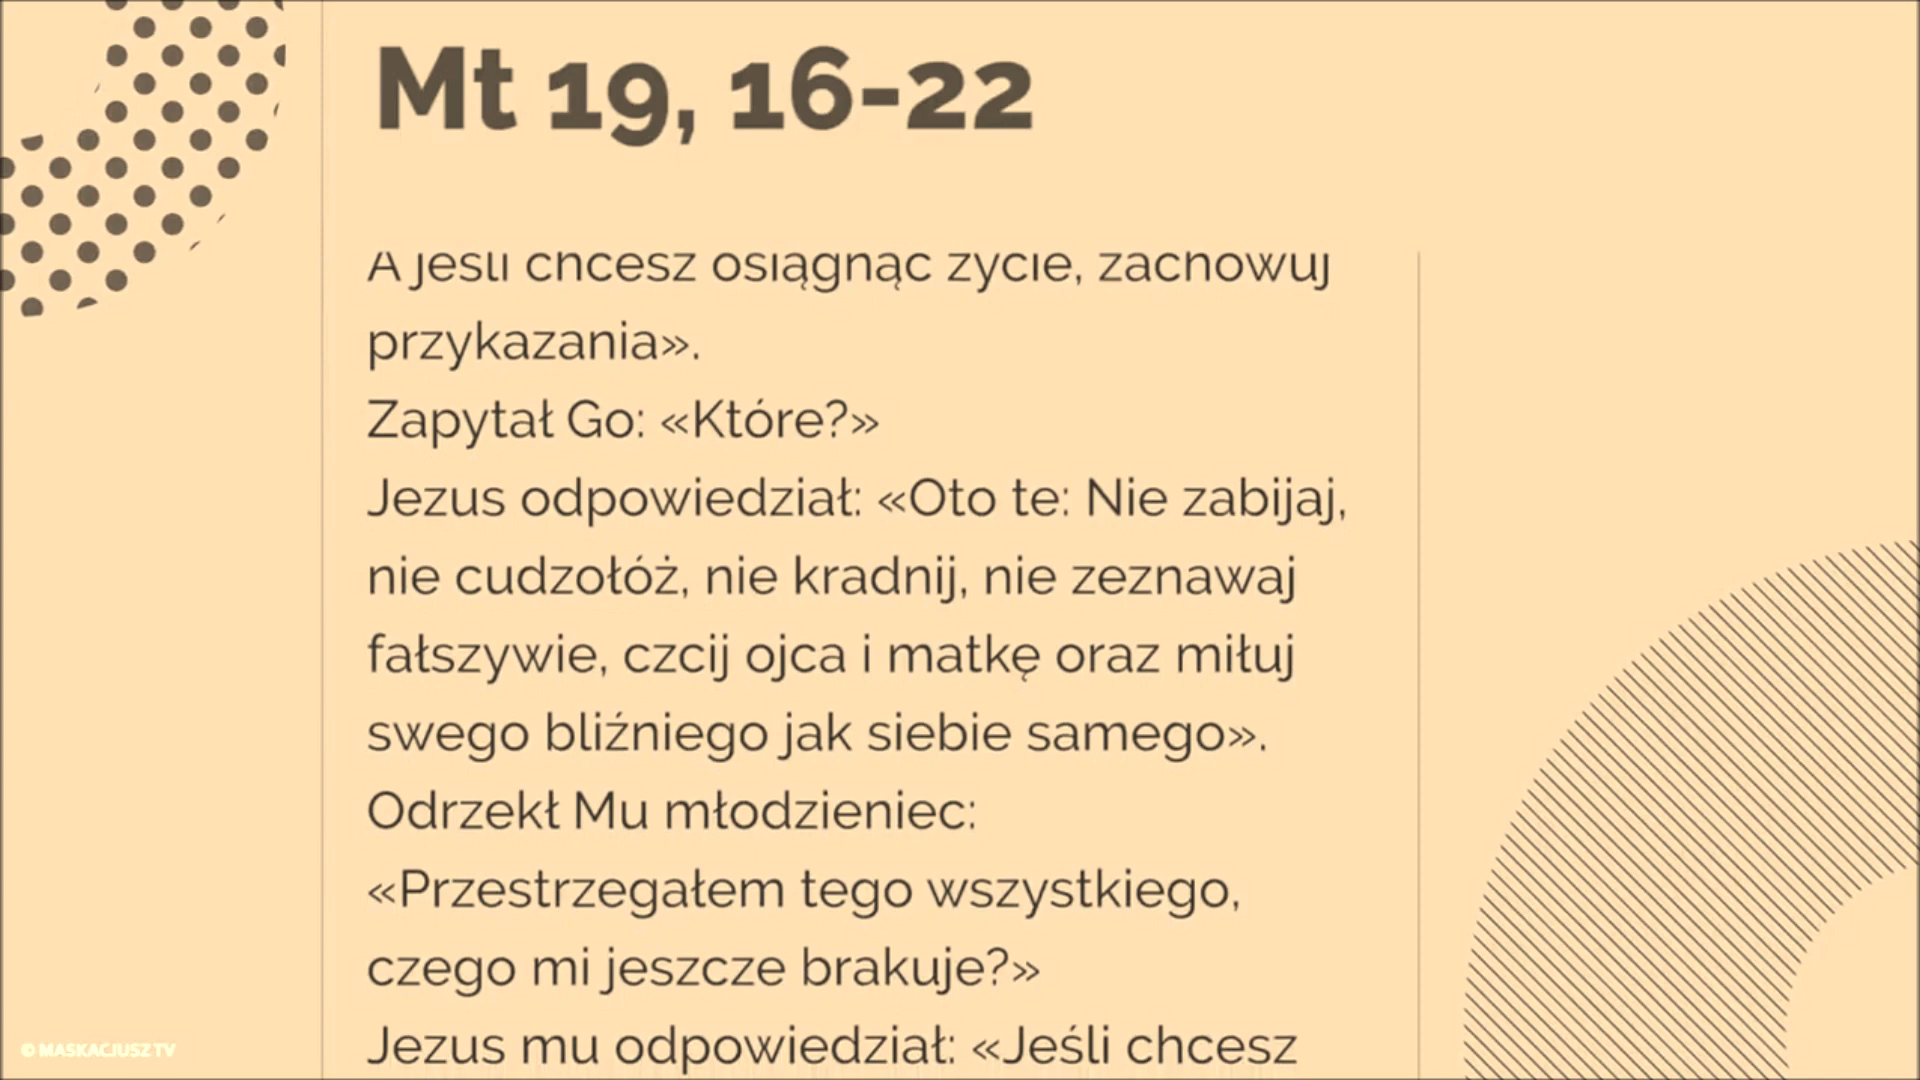 Mt 19, 16-22
A jeśli chcesz osiągnąć życie, zachowuj
przykazania».
Zapytał Go: «Które?»
Jezus odpowiedział: «Oto te: Nie zabijaj,
nie cudzołóż, nie kradnij, nie zeznawaj
fałszywie, czcij ojca i matkę oraz miłuj
swego bliźniego jak siebie samego».
Odrzekł Mu młodzieniec:
«Przestrzegałem tego wszystkiego,
czego mi jeszcze brakuje?»
Jezus mu odpowiedział: «Jeśli chcesz
© MASKACJUSZ TV